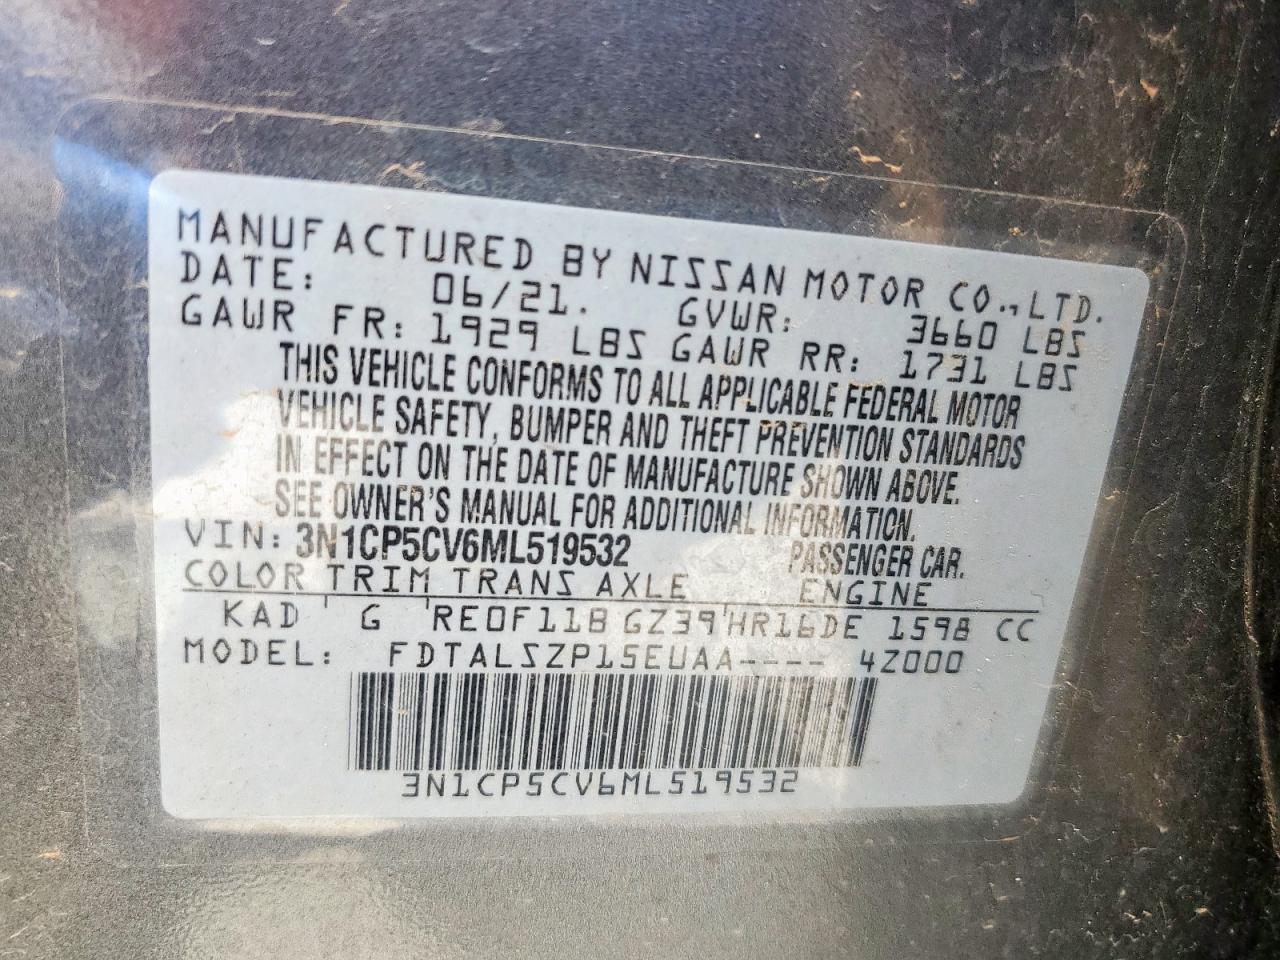 MANUFACTURED BY NISSAN MOTOR CO.,LTD.
DATE: 06/21. GVWR: 3660 LBS
GAWR FR: 1929 LBS GAWR RR: 1731 LBS
THIS VEHICLE CONFORMS TO ALL APPLICABLE FEDERAL MOTOR
VEHICLE SAFETY, BUMPER AND THEFT PREVENTION STANDARDS
IN EFFECT ON THE DATE OF MANUFACTURE SHOWN ABOVE.
SEE OWNER'S MANUAL FOR ADDITIONAL INFORMATION.
VIN: 3N1CP5CV6ML519532 PASSENGER CAR.
COLOR TRIM TRANS AXLE ENGINE
KAD G RE0F11B GZ39 HR16DE 1598 CC
MODEL: FDTALSZP15EUAA---- 4Z000
3N1CP5CV6ML519532